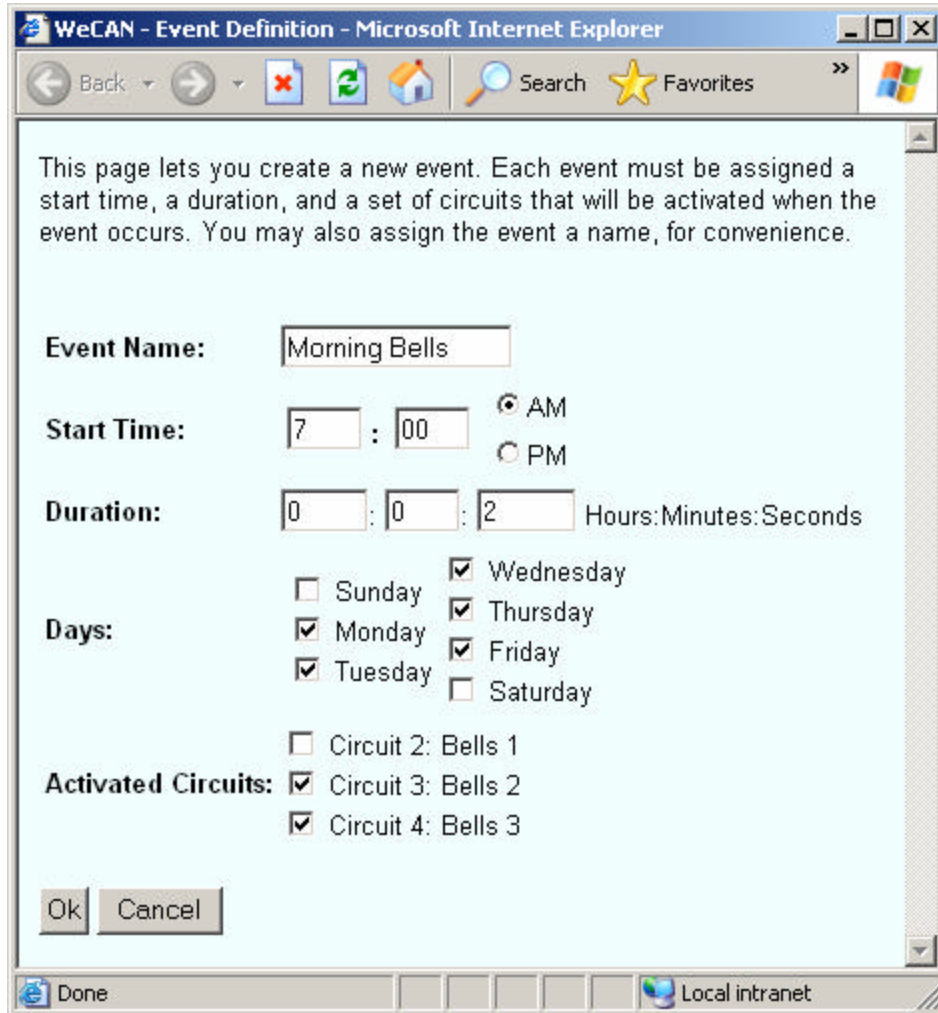 WeCAN - Event Definition - Microsoft Internet Explorer
Back Search Favorites »
This page lets you create a new event. Each event must be assigned a
start time, a duration, and a set of circuits that will be activated when the
event occurs. You may also assign the event a name, for convenience.
Event Name: Morning Bells
Start Time: 7 : 00 AM
PM
Duration: 0 : 0 : 2 Hours:Minutes:Seconds
Days:
Sunday
Monday
Tuesday
Wednesday
Thursday
Friday
Saturday
Activated Circuits:
Circuit 2: Bells 1
Circuit 3: Bells 2
Circuit 4: Bells 3
Ok Cancel
Done Local intranet